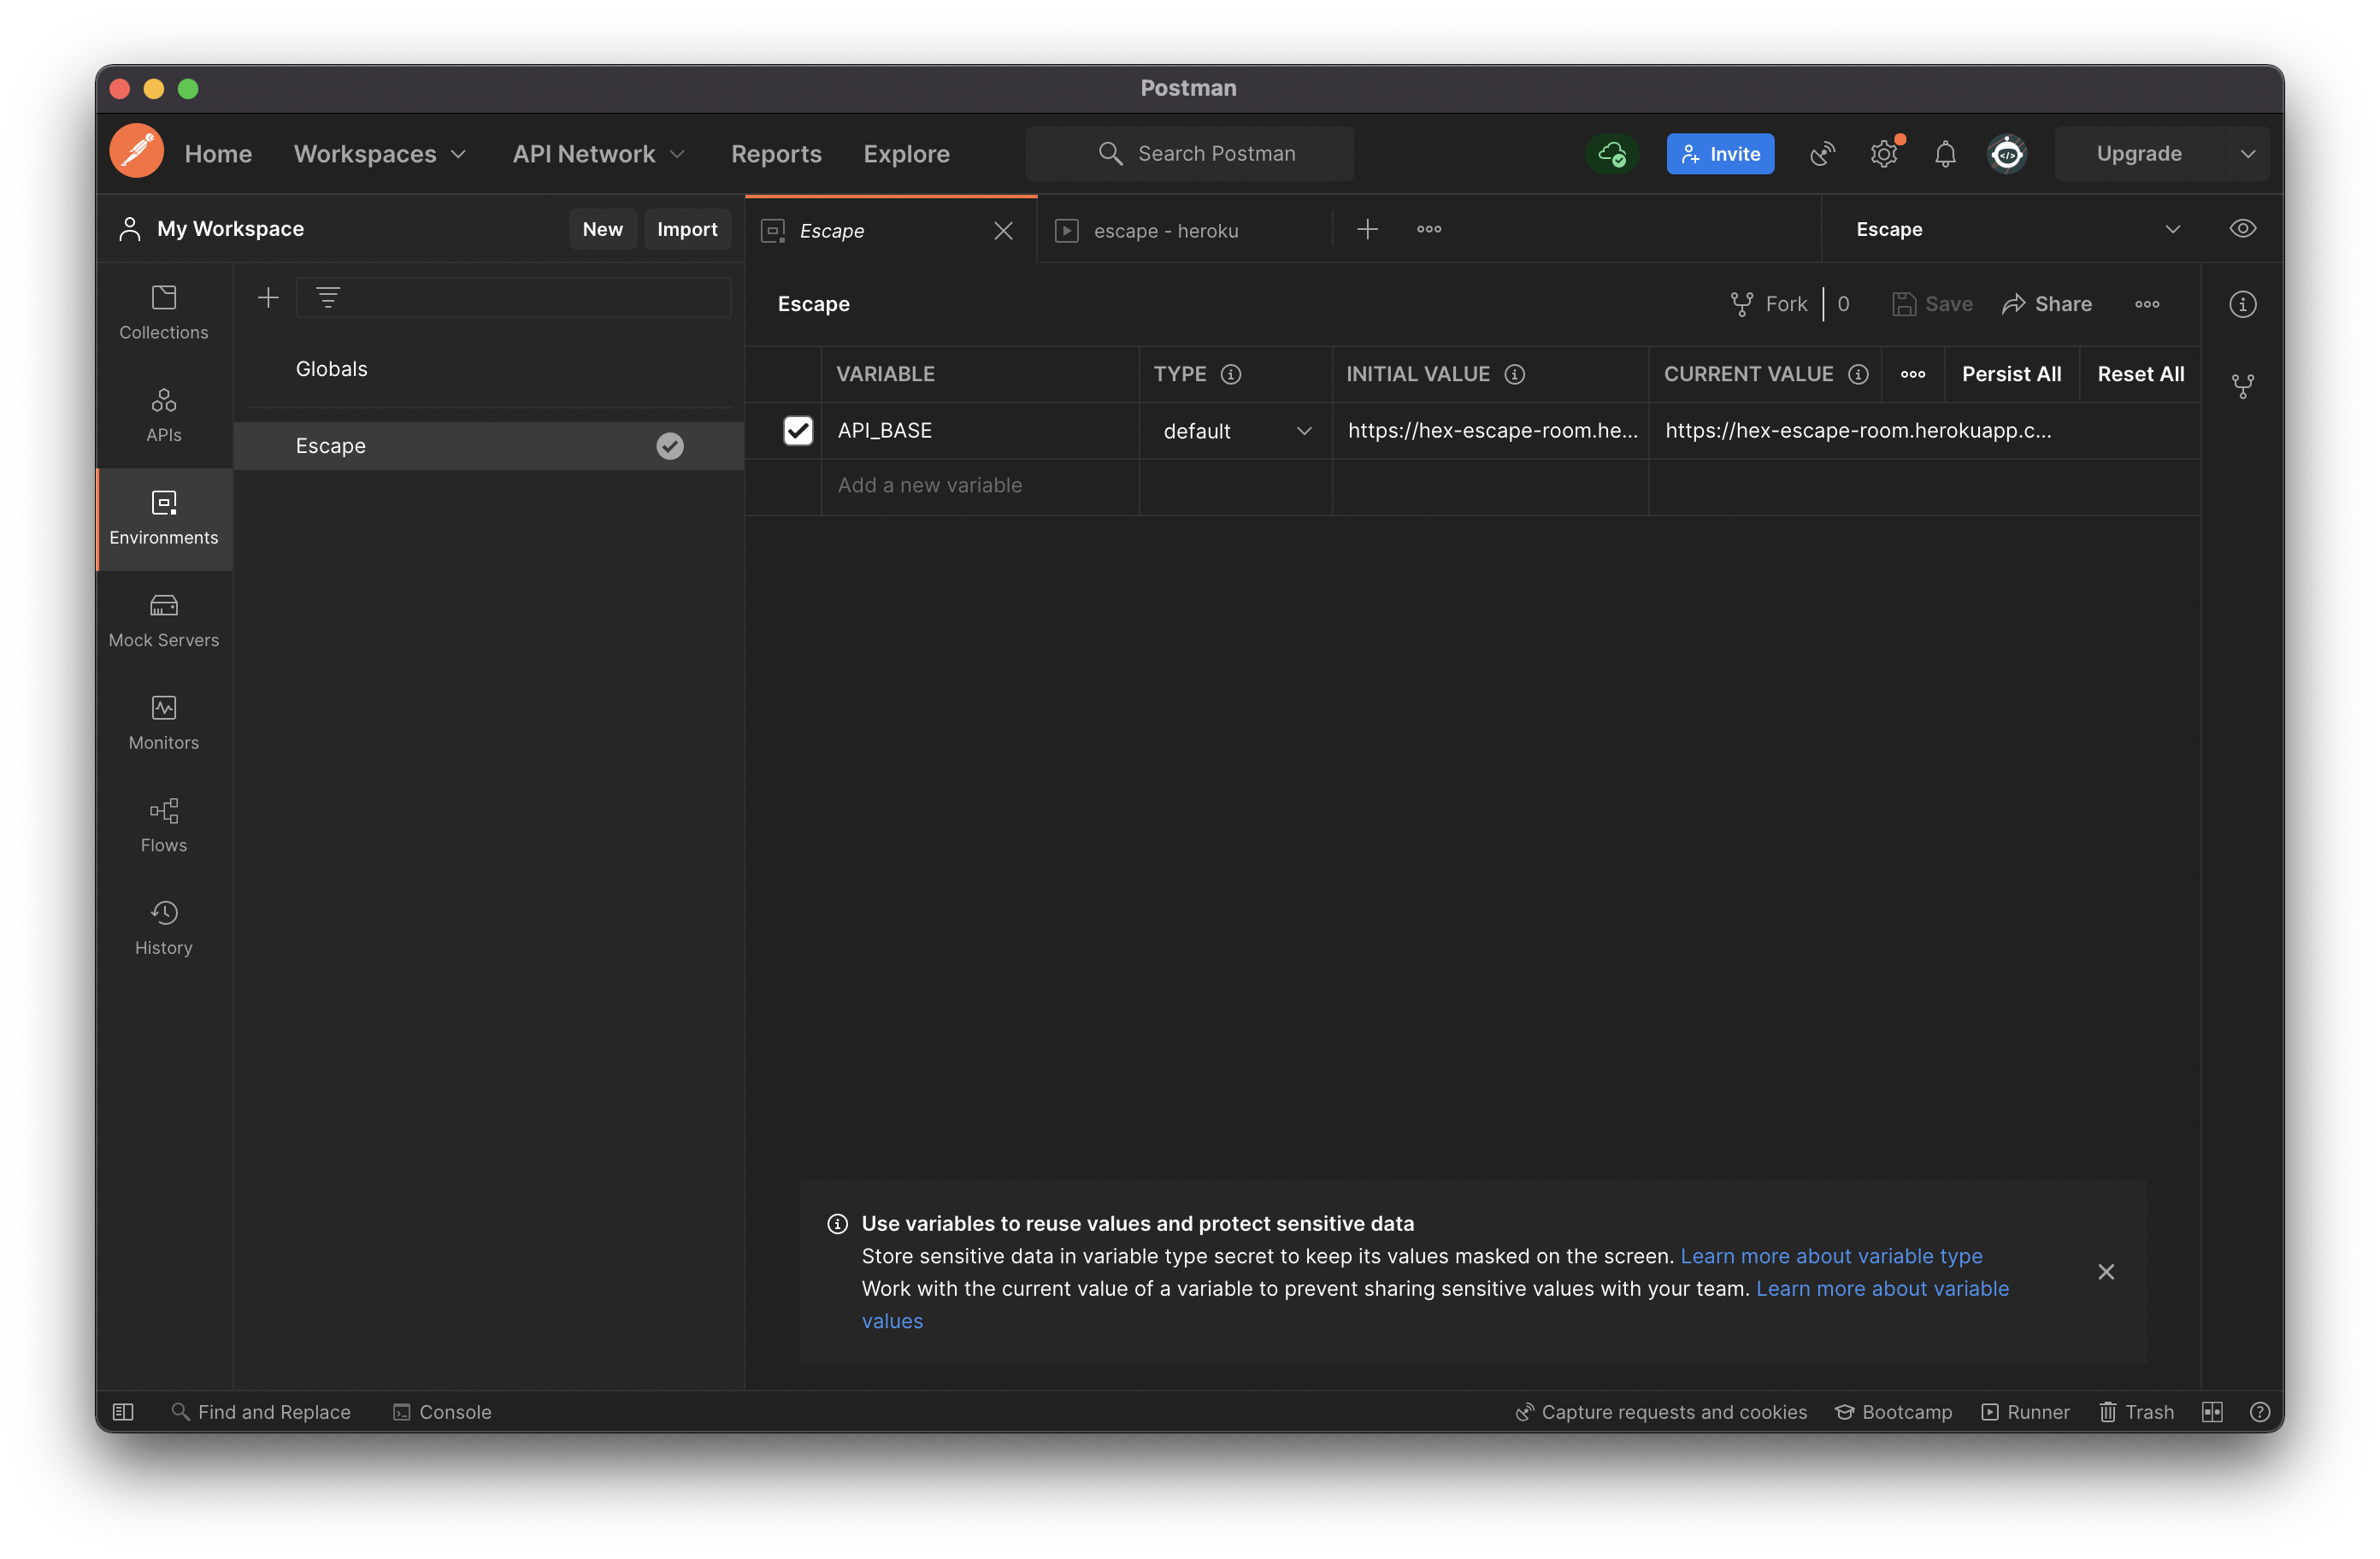 Postman
Home Workspaces API Network Reports Explore Search Postman Invite Upgrade
My Workspace New Import Escape escape - heroku Escape
Collections
APIs
Environments
Mock Servers
Monitors
Flows
History
Globals
Escape
Escape Fork 0 Save Share
VARIABLE TYPE INITIAL VALUE CURRENT VALUE Persist All Reset All
API_BASE default https://hex-escape-room.he... https://hex-escape-room.herokuapp.c...
Add a new variable
Use variables to reuse values and protect sensitive data
Store sensitive data in variable type secret to keep its values masked on the screen. Learn more about variable type
Work with the current value of a variable to prevent sharing sensitive values with your team. Learn more about variable
values
Find and Replace Console Capture requests and cookies Bootcamp Runner Trash